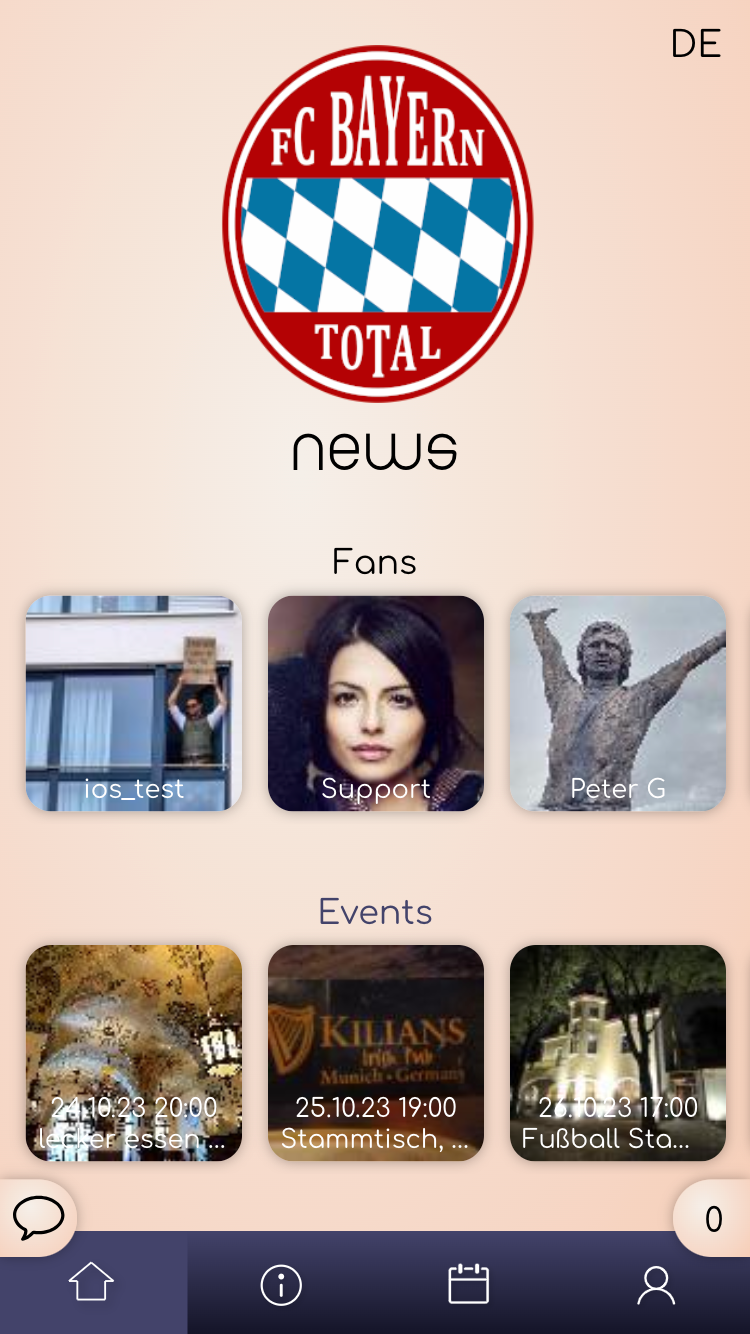 DE
FC BAYERN
TOTAL
news
Fans
ios_test
Support
Peter G
Events
KILIANS
Irish Pub
Munich • Germany
24.10.23 20:00
lecker essen ...
25.10.23 19:00
Stammtisch, ...
26.10.23 17:00
Fußball Sta...
0